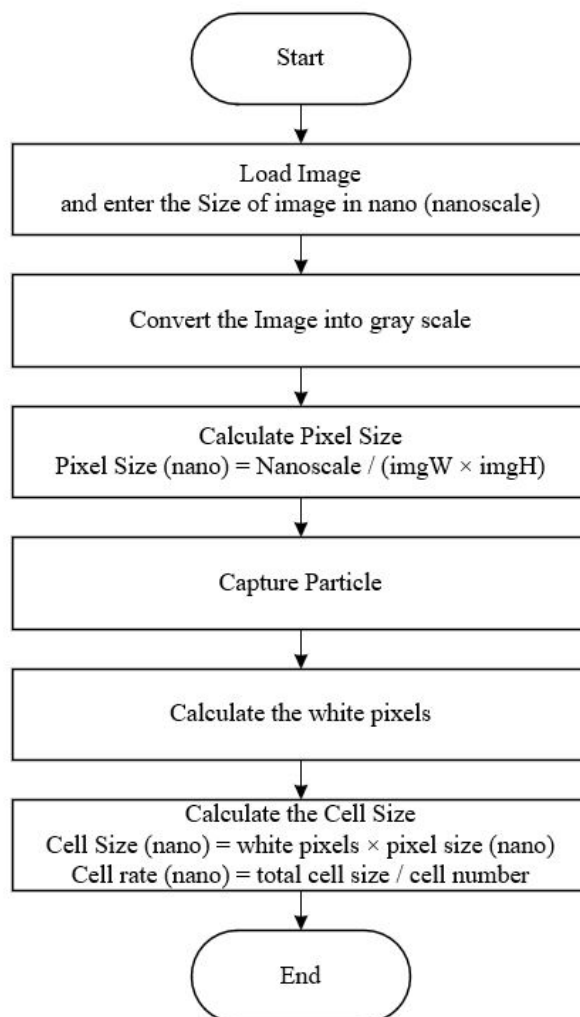 Start
Load Image
and enter the Size of image in nano (nanoscale)
Convert the Image into gray scale
Calculate Pixel Size
Pixel Size (nano) = Nanoscale / (imgW × imgH)
Capture Particle
Calculate the white pixels
Calculate the Cell Size
Cell Size (nano) = white pixels × pixel size (nano)
Cell rate (nano) = total cell size / cell number
End